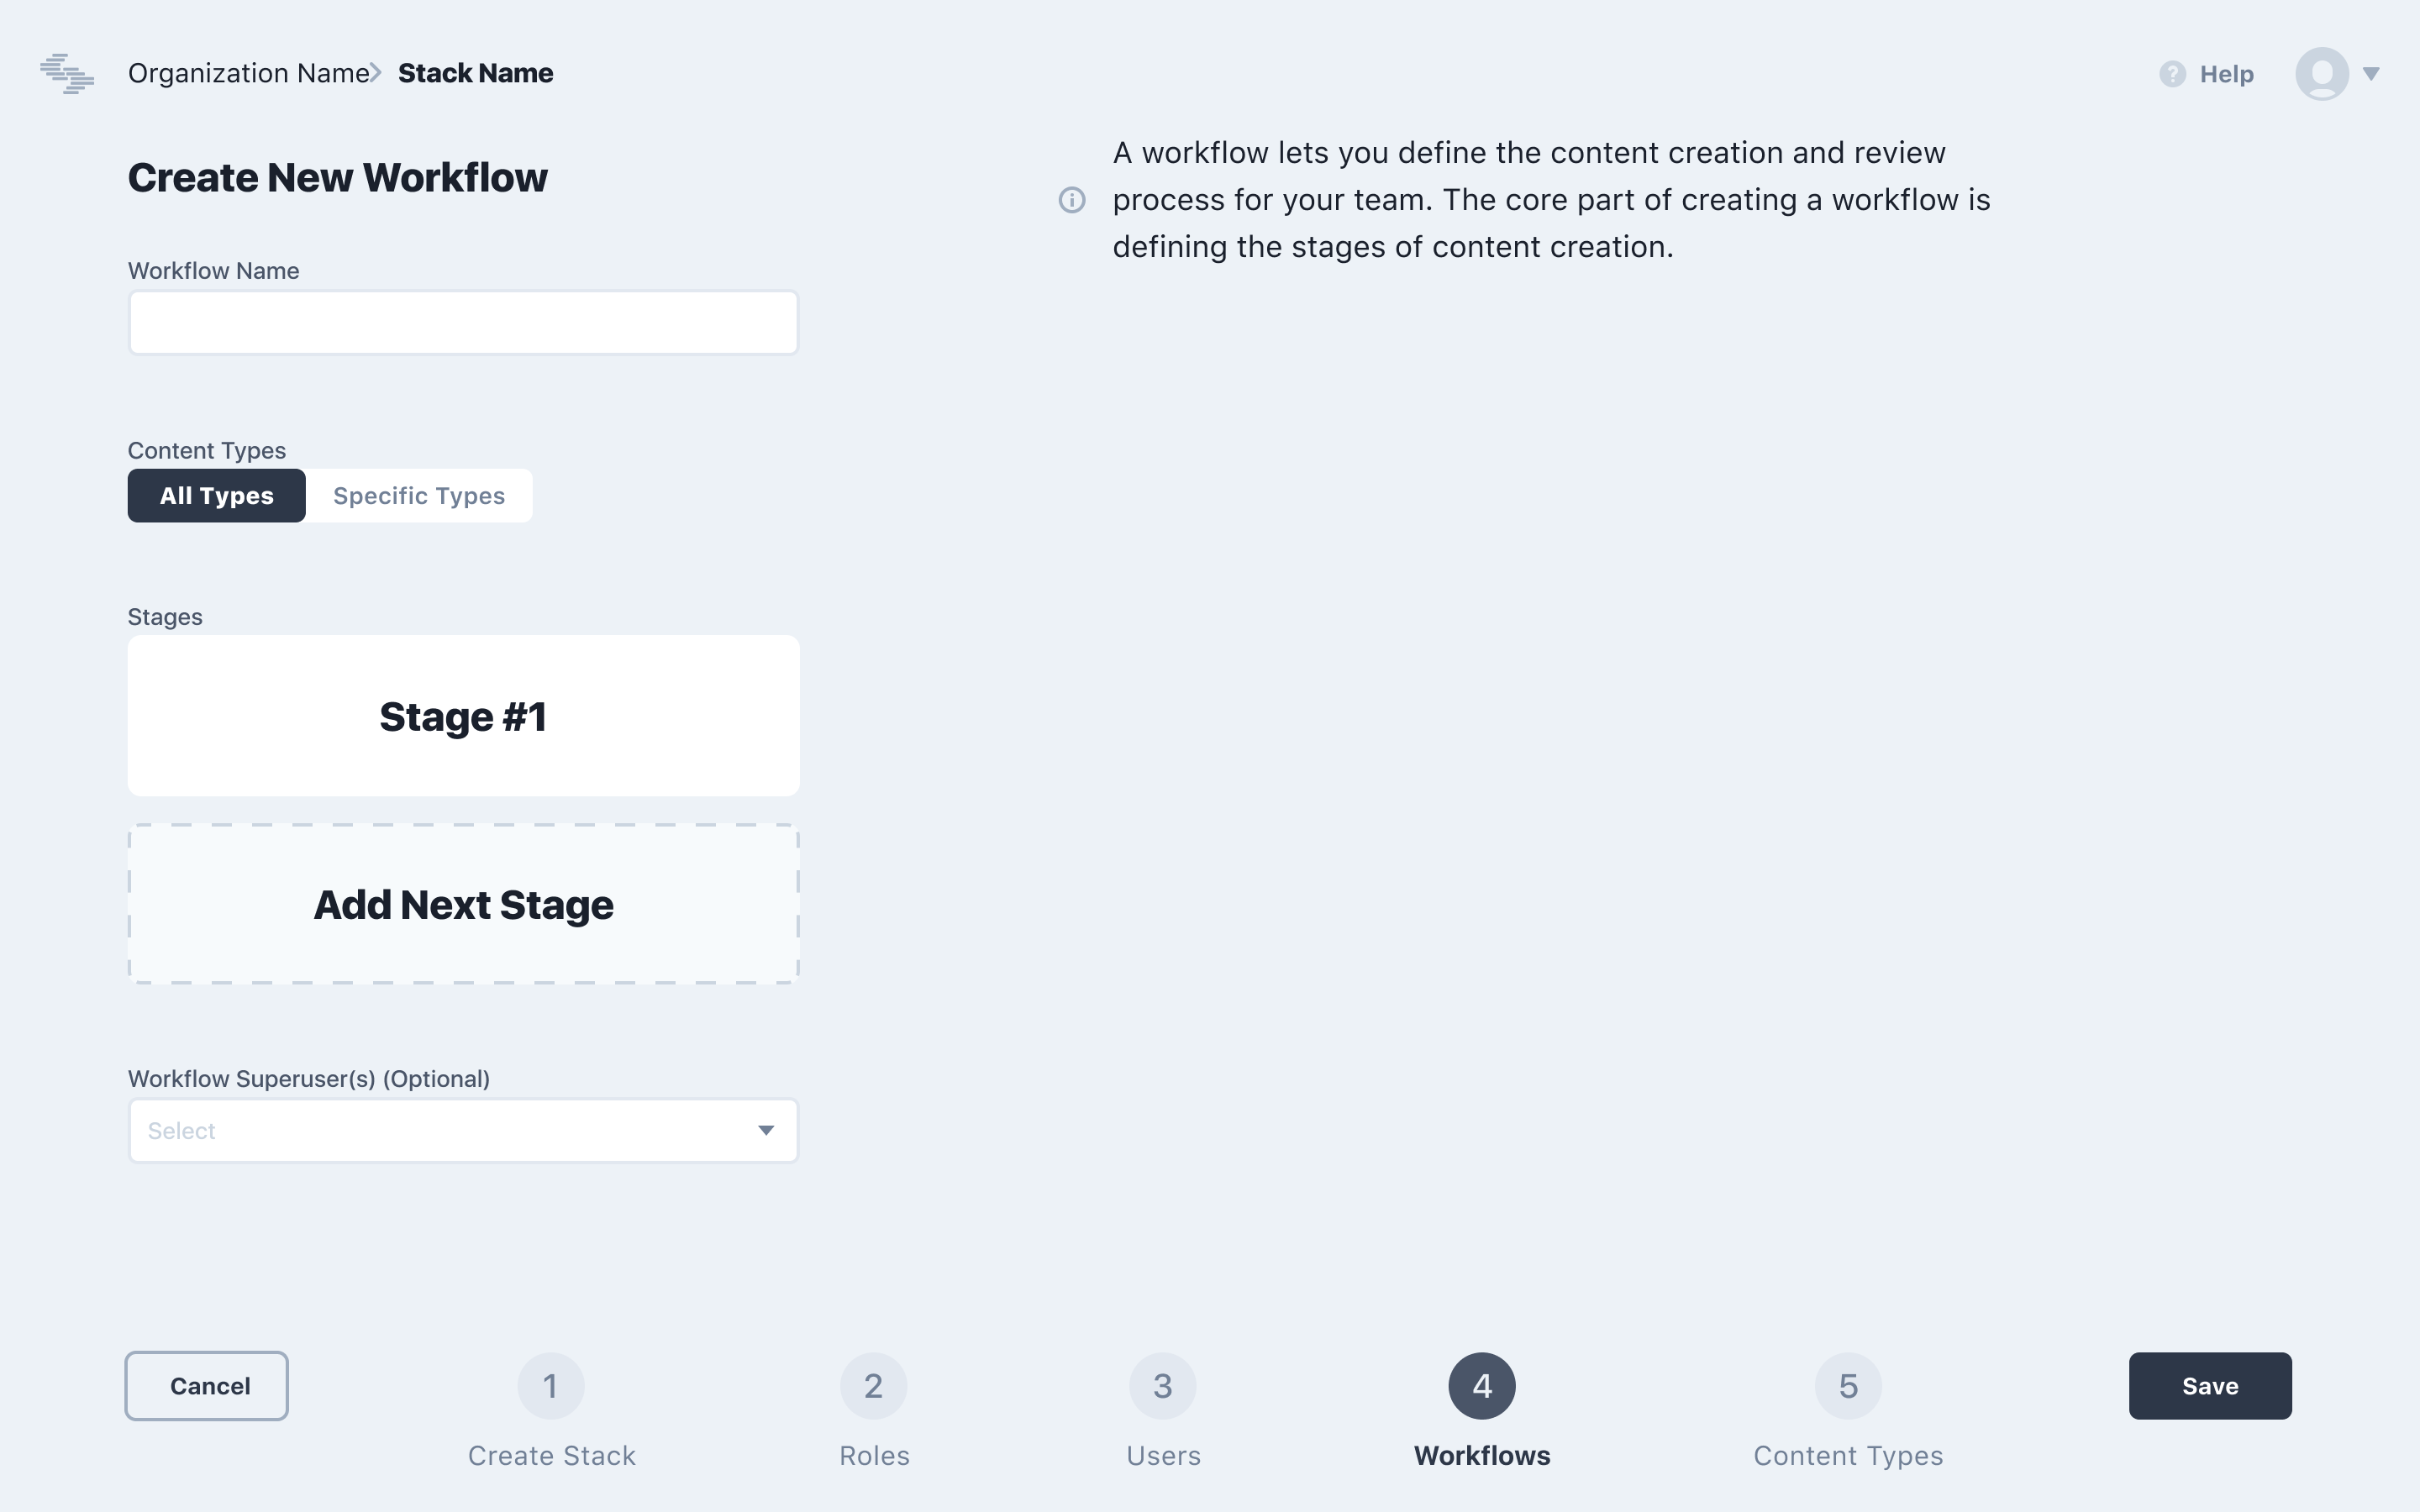 Organization Name
Stack Name
? Help
Create New Workflow
A workflow lets you define the content creation and review
process for your team. The core part of creating a workflow is
defining the stages of content creation.
Workflow Name
Content Types
All Types
Specific Types
Stages
Stage #1
Add Next Stage
Workflow Superuser(s) (Optional)
Select
Cancel
1
Create Stack
2
Roles
3
Users
4
Workflows
5
Content Types
Save